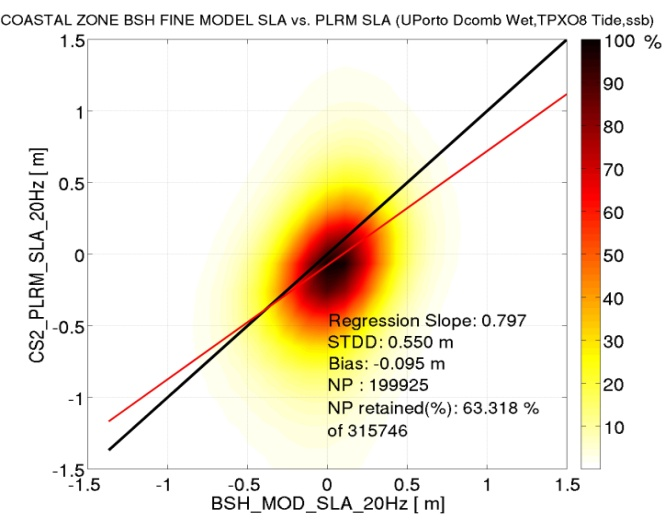 COASTAL ZONE BSH FINE MODEL SLA vs. PLRM SLA (UPorto Dcomb Wet,TPXO8 Tide,ssb)
1.5
1
0.5
0
-0.5
-1
-1.5
CS2_PLRM_SLA_20Hz [ m]
Regression Slope: 0.797
STDD: 0.550 m
Bias: -0.095 m
NP : 199925
NP retained(%): 63.318 %
of 315746
-1.5 -1 -0.5 0 0.5 1 1.5
BSH_MOD_SLA_20Hz [ m]
100 %
90
80
70
60
50
40
30
20
10